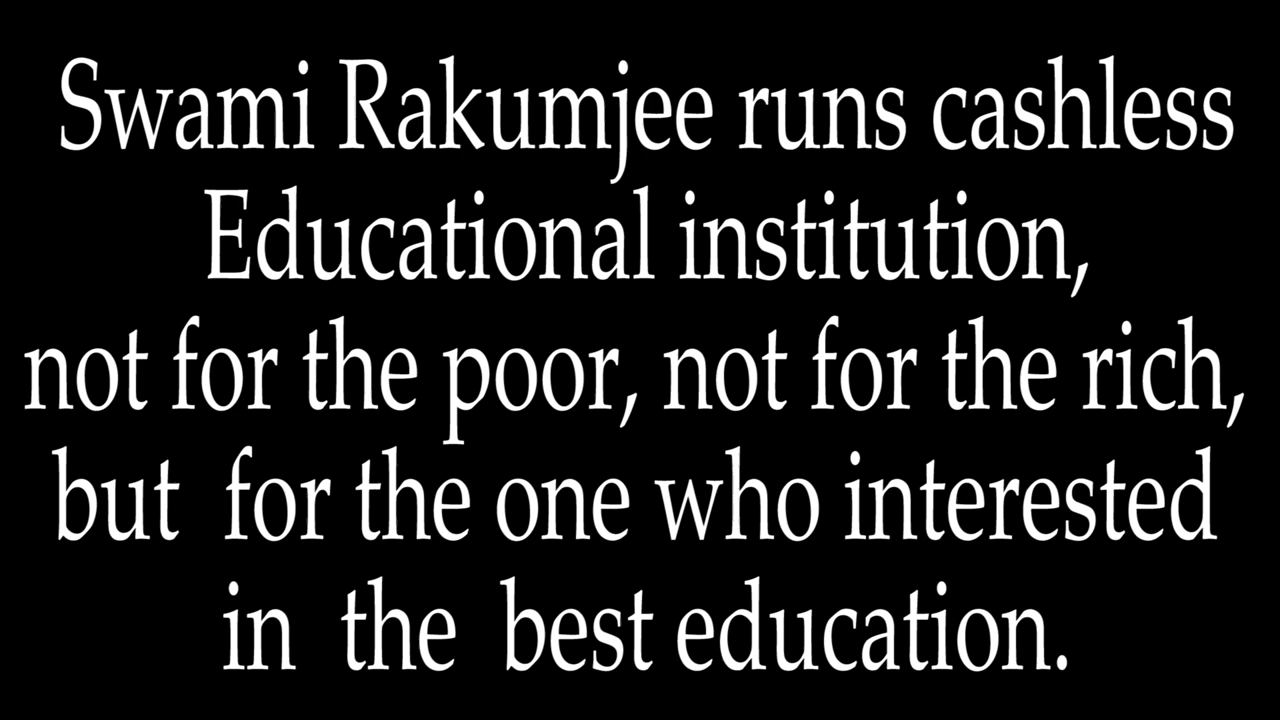 Swami Rakumjee runs cashless
Educational institution,
not for the poor, not for the rich,
but for the one who interested
in the best education.